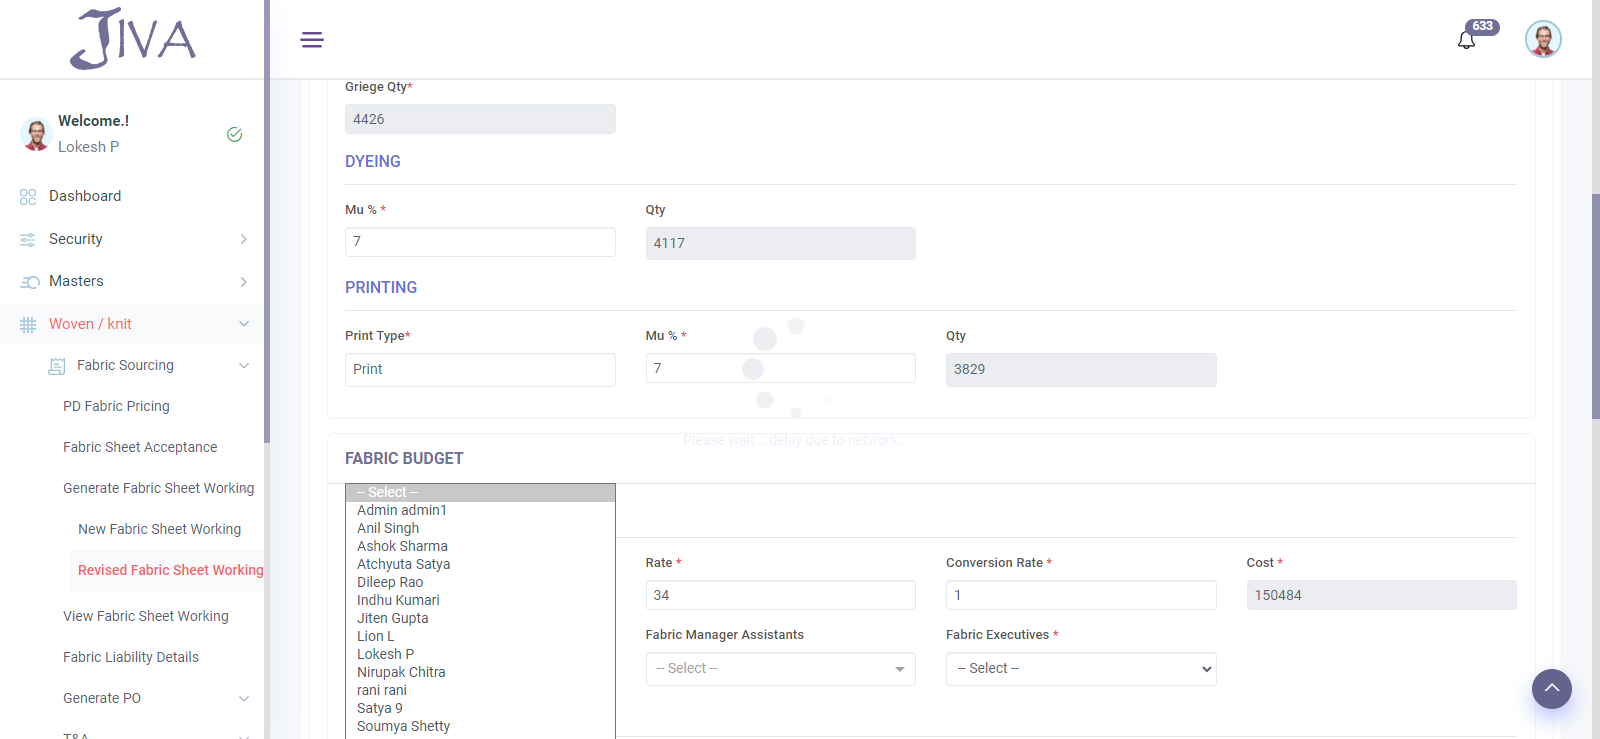 JIVA
633
Welcome.!
Lokesh P
Dashboard
Security
Masters
Woven / knit
Fabric Sourcing
PD Fabric Pricing
Fabric Sheet Acceptance
Generate Fabric Sheet Working
New Fabric Sheet Working
Revised Fabric Sheet Working
View Fabric Sheet Working
Fabric Liability Details
Generate PO
T&A
Griege Qty*
4426
DYEING
Mu % * Qty
7 4117
PRINTING
Print Type* Mu % * Qty
Print 7 3829
Please wait... delay due to network...
FABRIC BUDGET
-- Select --
Admin admin1
Anil Singh
Ashok Sharma
Atchyuta Satya
Dileep Rao
Indhu Kumari
Jiten Gupta
Lion L
Lokesh P
Nirupak Chitra
rani rani
Satya 9
Soumya Shetty
Rate * Conversion Rate * Cost *
34 1 150484
Fabric Manager Assistants Fabric Executives *
-- Select -- -- Select --